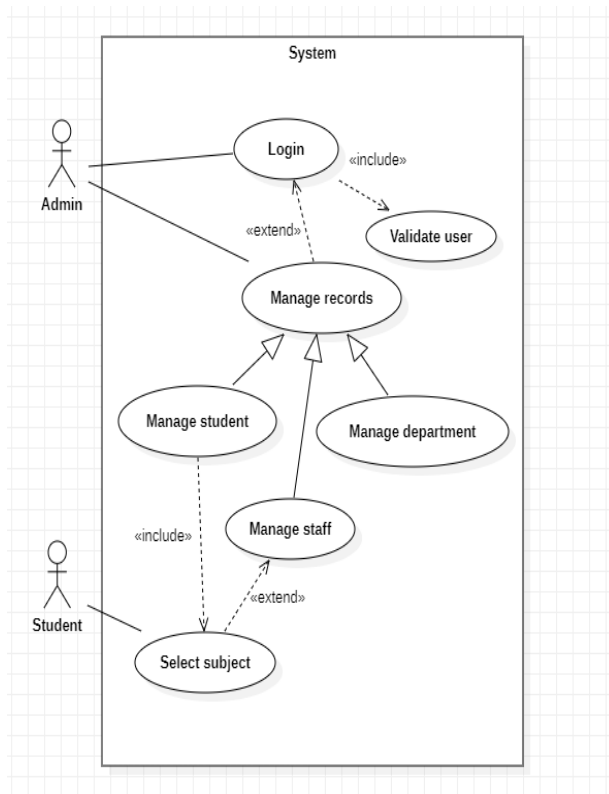 System
Login
«include»
Admin
«extend»
Validate user
Manage records
Manage student
Manage department
Manage staff
«include»
«extend»
Student
Select subject